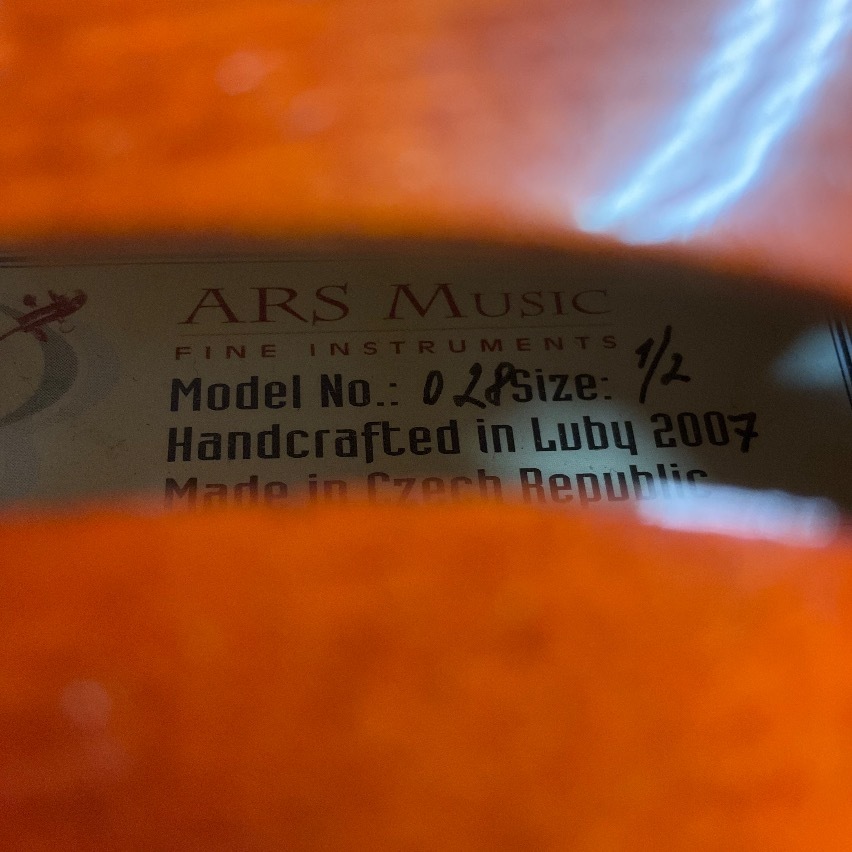 ARS MUSIC
FINE INSTRUMENTS
Model No.: 028 Size: 1/2
Handcrafted in Luby 2007
Made in Czech Republic